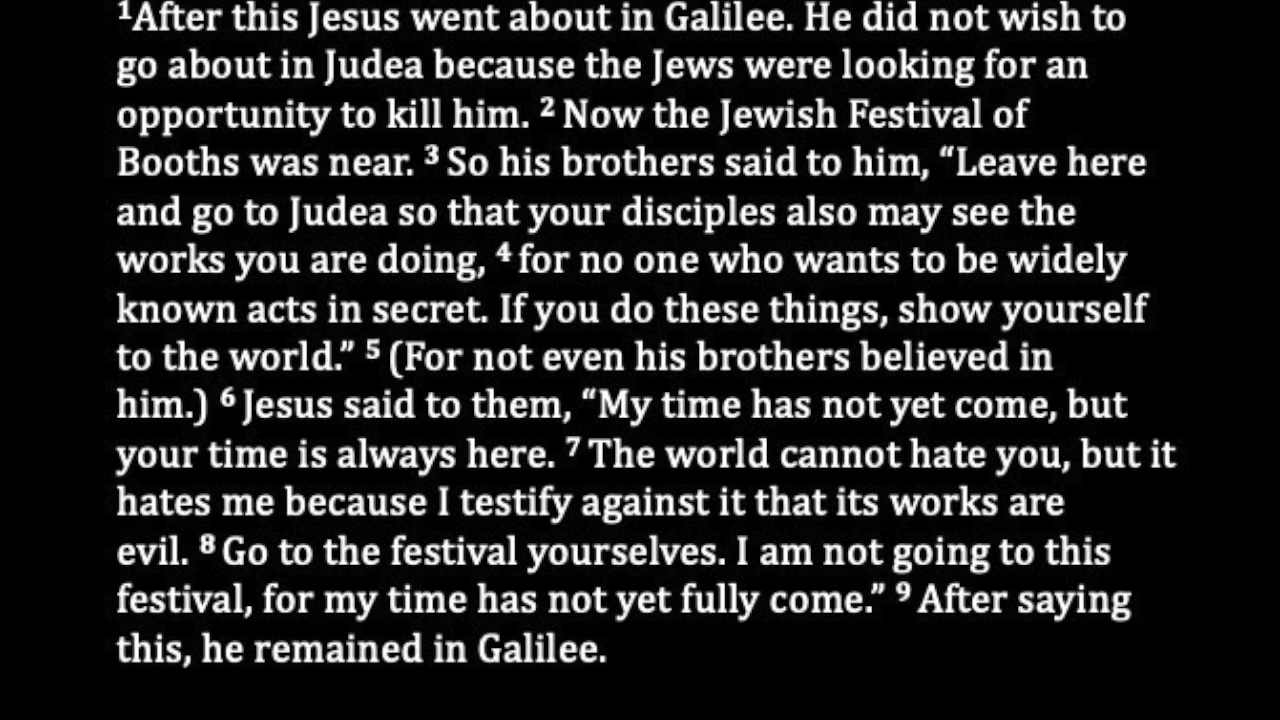 ¹After this Jesus went about in Galilee. He did not wish to
go about in Judea because the Jews were looking for an
opportunity to kill him. ² Now the Jewish Festival of
Booths was near. ³ So his brothers said to him, “Leave here
and go to Judea so that your disciples also may see the
works you are doing, ⁴ for no one who wants to be widely
known acts in secret. If you do these things, show yourself
to the world.” ⁵ (For not even his brothers believed in
him.) ⁶ Jesus said to them, “My time has not yet come, but
your time is always here. ⁷ The world cannot hate you, but it
hates me because I testify against it that its works are
evil. ⁸ Go to the festival yourselves. I am not going to this
festival, for my time has not yet fully come.” ⁹ After saying
this, he remained in Galilee.